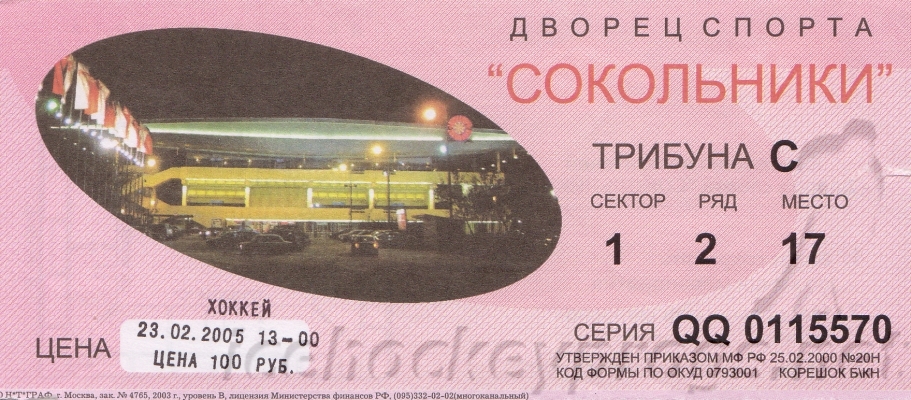 ДВОРЕЦ СПОРТА
“СОКОЛЬНИКИ”
ТРИБУНА С
СЕКТОР РЯД МЕСТО
1 2 17
ХОККЕЙ
ЦЕНА 23.02.2005 13-00
ЦЕНА 100 РУБ.
СЕРИЯ QQ 0115570
УТВЕРЖДЕН ПРИКАЗОМ МФ РФ 25.02.2000 №20Н
КОД ФОРМЫ ПО ОКУД 0793001 КОРЕШОК Б\КН
Н*Т*ГРАФ, г. Москва, зак. № 4765, 2003 г., уровень В, лицензия Министерства финансов РФ, (095)332-02-02(многоканальный)